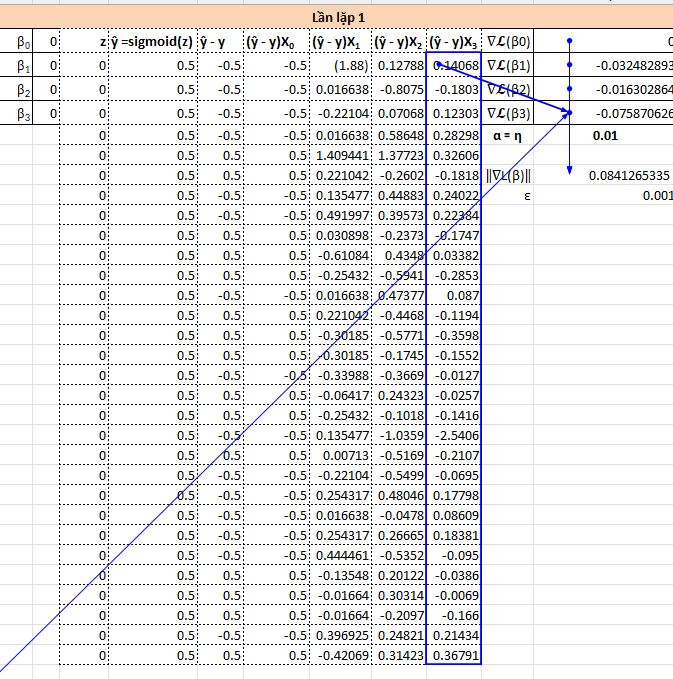 Lần lặp 1
β0 0 z ŷ =sigmoid(z) ŷ - y (ŷ - y)X0 (ŷ - y)X1 (ŷ - y)X2 (ŷ - y)X3 ∇ℒ(β0) 0
β1 0 0 0.5 -0.5 -0.5 (1.88) 0.12788 0.14068 ∇ℒ(β1) -0.032482893
β2 0 0 0.5 -0.5 -0.5 0.016638 -0.8075 -0.1803 ∇ℒ(β2) -0.016302864
β3 0 0 0.5 -0.5 -0.5 -0.22104 0.07068 0.12303 ∇ℒ(β3) -0.075870626
0 0.5 -0.5 -0.5 -0.016638 0.58648 0.28298 α = η 0.01
0 0.5 0.5 0.5 1.409441 1.37723 0.32606
0 0.5 0.5 0.5 0.221042 -0.2602 -0.1818 ‖∇L(β)‖ 0.0841265335
0 0.5 -0.5 -0.5 0.135477 0.44883 0.24022 ε 0.001
0 0.5 -0.5 -0.5 0.491997 0.39573 0.22384
0 0.5 0.5 0.5 0.030898 -0.2373 -0.1747
0 0.5 0.5 0.5 -0.61084 0.4348 0.03382
0 0.5 0.5 0.5 -0.25432 -0.5941 -0.2853
0 0.5 -0.5 -0.5 0.016638 0.47377 0.087
0 0.5 0.5 0.5 0.221042 -0.4468 -0.1194
0 0.5 0.5 0.5 -0.30185 -0.5771 -0.3598
0 0.5 0.5 0.5 -0.30185 -0.1745 -0.1552
0 0.5 -0.5 -0.5 -0.33988 -0.3669 -0.0127
0 0.5 0.5 0.5 -0.06417 0.24323 -0.0257
0 0.5 0.5 0.5 -0.25432 -0.1018 -0.1416
0 0.5 -0.5 -0.5 0.135477 -1.0359 -2.5406
0 0.5 0.5 0.5 0.00713 -0.5169 -0.2107
0 0.5 -0.5 -0.5 -0.22104 -0.5499 -0.0695
0 0.5 -0.5 -0.5 0.254317 0.48046 0.17798
0 0.5 0.5 0.5 0.016638 -0.0478 0.08609
0 0.5 0.5 0.5 0.254317 0.26665 0.18381
0 0.5 -0.5 -0.5 0.444461 -0.5352 -0.095
0 0.5 0.5 0.5 -0.13548 0.20122 -0.0386
0 0.5 0.5 0.5 -0.01664 0.30314 -0.0069
0 0.5 0.5 0.5 -0.01664 -0.2097 -0.166
0 0.5 -0.5 -0.5 0.396925 0.24821 0.21434
0 0.5 0.5 0.5 -0.42069 0.31423 0.36791